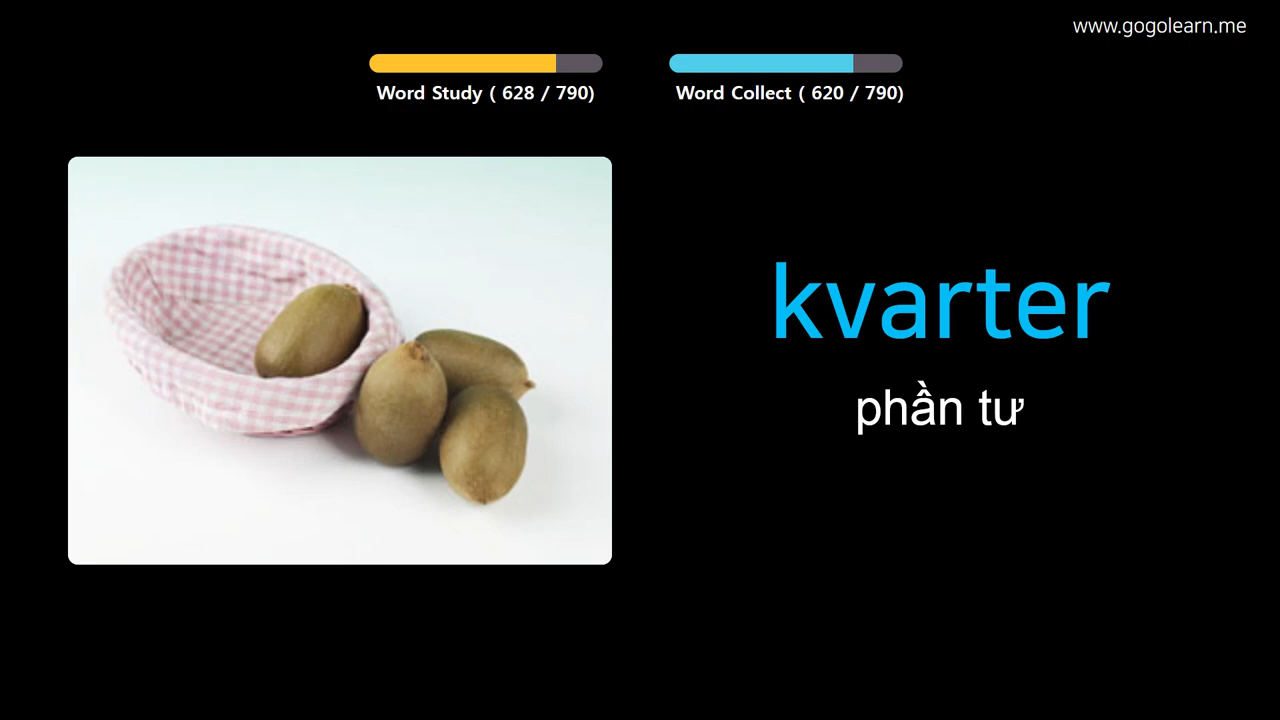 www.gogolearn.me
Word Study ( 628 / 790)
Word Collect ( 620 / 790)
kvarter
phần tư